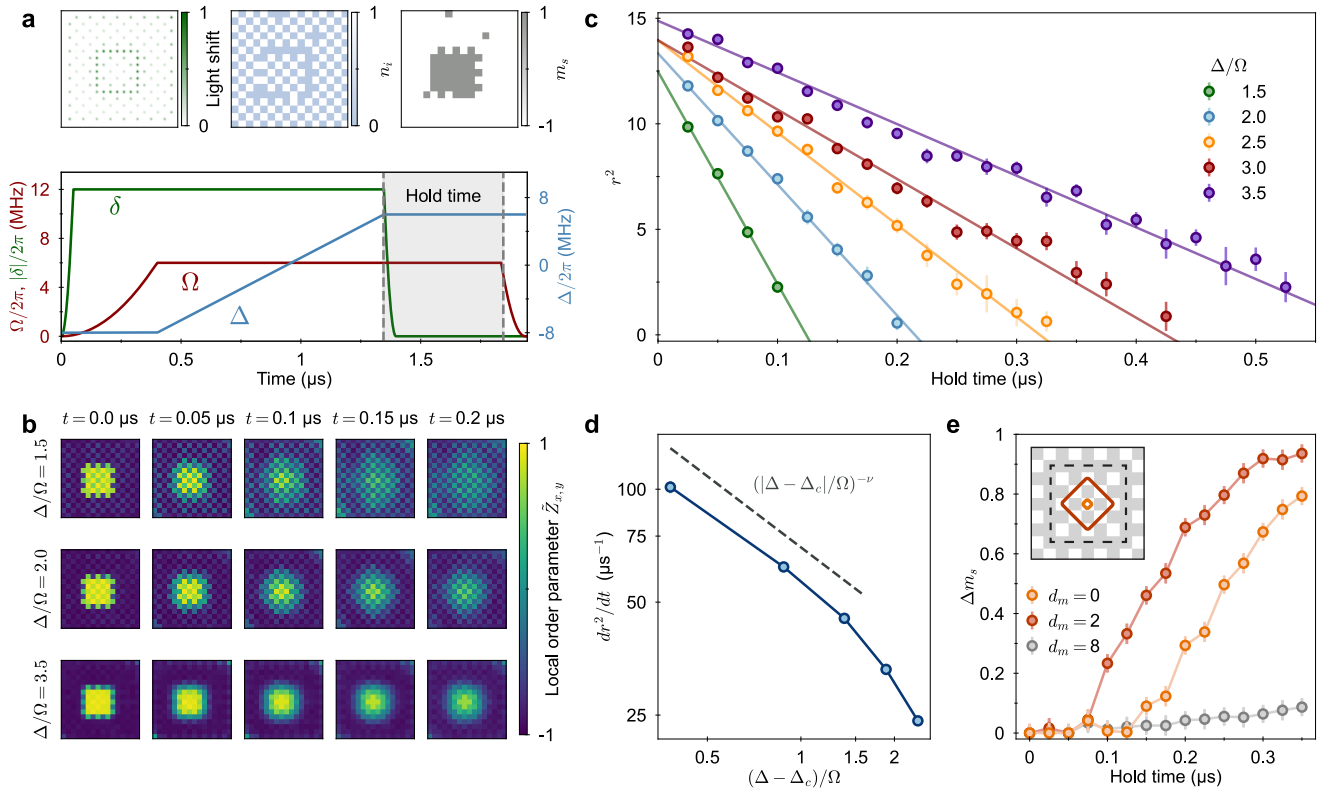 a
1
0
Light shift
1
0
n_i
1
-1
m_s
Ω/2π, |δ|/2π (MHz)
12
8
4
0
δ
Ω
Δ
Hold time
8
0
-8
Δ/2π (MHz)
0
0.5
1
1.5
Time (µs)
b
t = 0.0 µs
t = 0.05 µs
t = 0.1 µs
t = 0.15 µs
t = 0.2 µs
Δ/Ω = 1.5
Δ/Ω = 2.0
Δ/Ω = 3.5
1
-1
Local order parameter Z̃_{x,y}
c
15
10
5
0
r²
Δ/Ω
1.5
2.0
2.5
3.0
3.5
0
0.1
0.2
0.3
0.4
0.5
Hold time (µs)
d
100
75
50
25
dr²/dt (µs⁻¹)
(|Δ − Δ_c|/Ω)^{−ν}
0.5
1
1.5
2
(Δ − Δ_c)/Ω
e
1
0.8
0.6
0.4
0.2
0
Δm_s
d_m = 0
d_m = 2
d_m = 8
0
0.1
0.2
0.3
Hold time (µs)